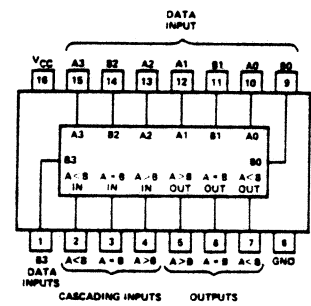 DATA
INPUT
VCC A3 B2 A2 A1 B1 A0 B0
16 15 14 13 12 11 10 9
A3 B2 A2 A1 B1 A0
B3 B0
A<B A=B A>B A>B A=B A<B
IN IN IN OUT OUT OUT
1 2 3 4 5 6 7 8
B3 A<B A=B A>B A>B A=B A<B GND
DATA
INPUTS
CASCADING INPUTS OUTPUTS